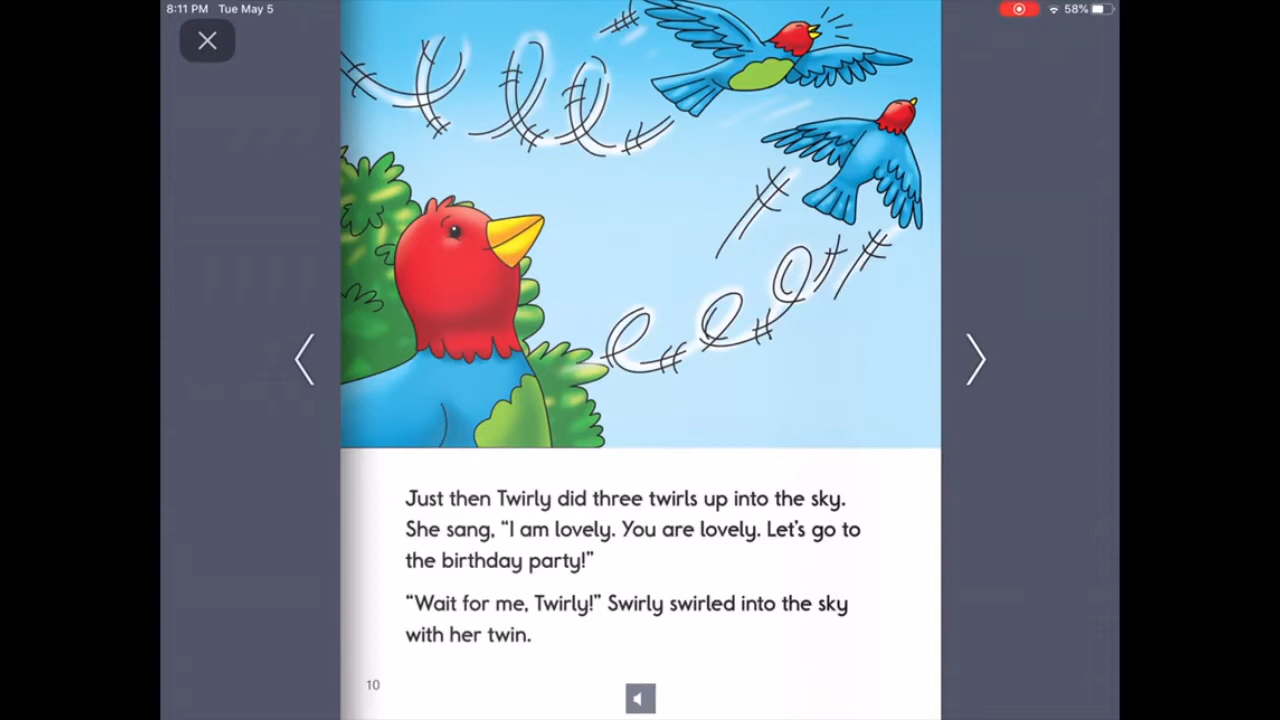 8:11 PM Tue May 5
58%
Just then Twirly did three twirls up into the sky.
She sang, “I am lovely. You are lovely. Let’s go to
the birthday party!”
“Wait for me, Twirly!” Swirly swirled into the sky
with her twin.
10